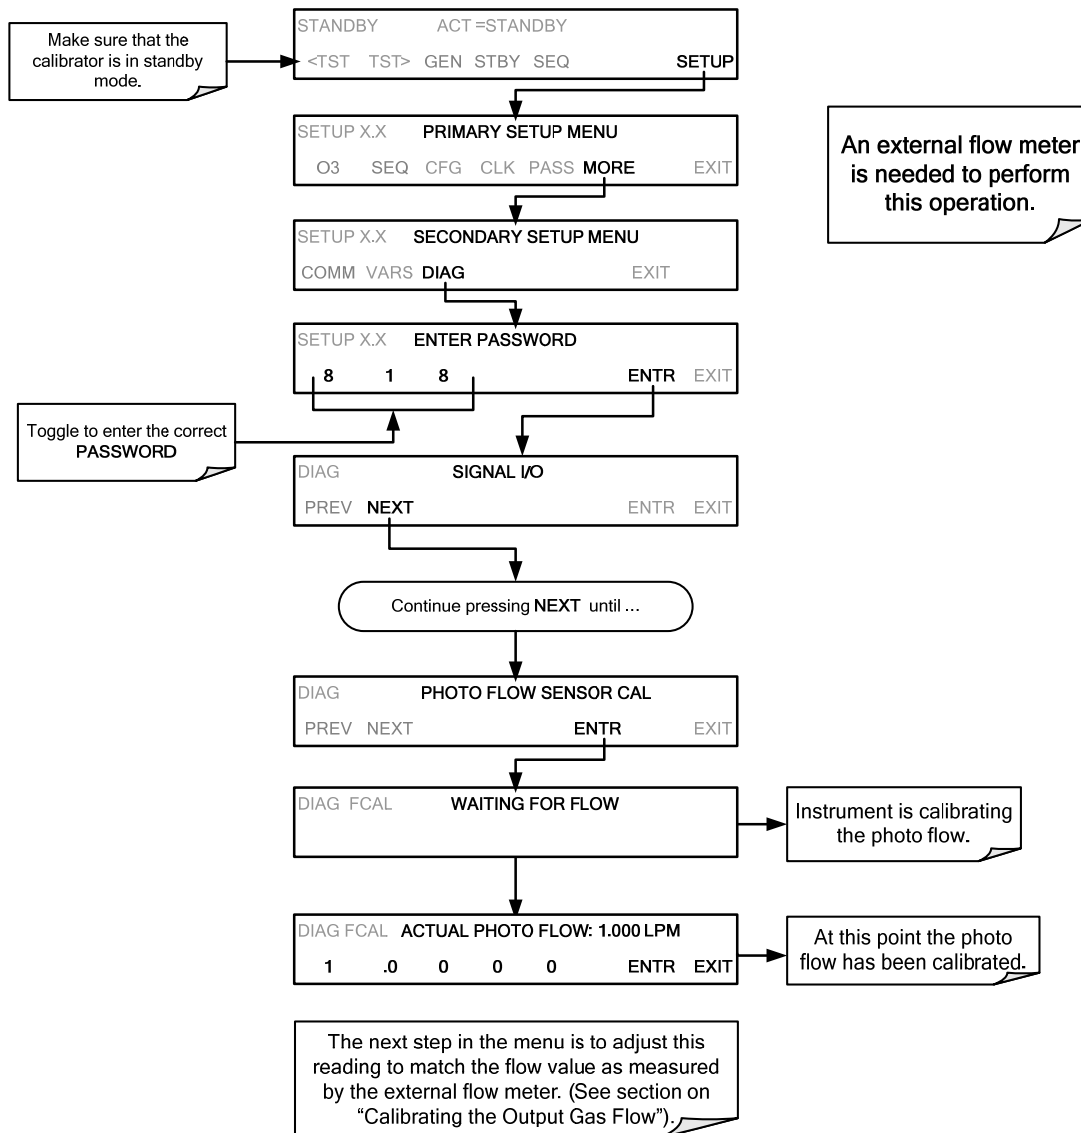 STANDBY ACT =STANDBY
Make sure that the
calibrator is in standby
mode.
<TST TST> GEN STBY SEQ SETUP
SETUP X.X PRIMARY SETUP MENU
O3 SEQ CFG CLK PASS MORE EXIT
An external flow meter
is needed to perform
this operation.
SETUP X.X SECONDARY SETUP MENU
COMM VARS DIAG EXIT
SETUP X.X ENTER PASSWORD
8 1 8 ENTR EXIT
Toggle to enter the correct
PASSWORD
DIAG SIGNAL I/O
PREV NEXT ENTR EXIT
Continue pressing NEXT until ...
DIAG PHOTO FLOW SENSOR CAL
PREV NEXT ENTR EXIT
DIAG FCAL WAITING FOR FLOW
Instrument is calibrating
the photo flow.
DIAG FCAL ACTUAL PHOTO FLOW: 1.000 LPM
1 .0 0 0 0 ENTR EXIT
At this point the photo
flow has been calibrated.
The next step in the menu is to adjust this
reading to match the flow value as measured
by the external flow meter. (See section on
“Calibrating the Output Gas Flow”).